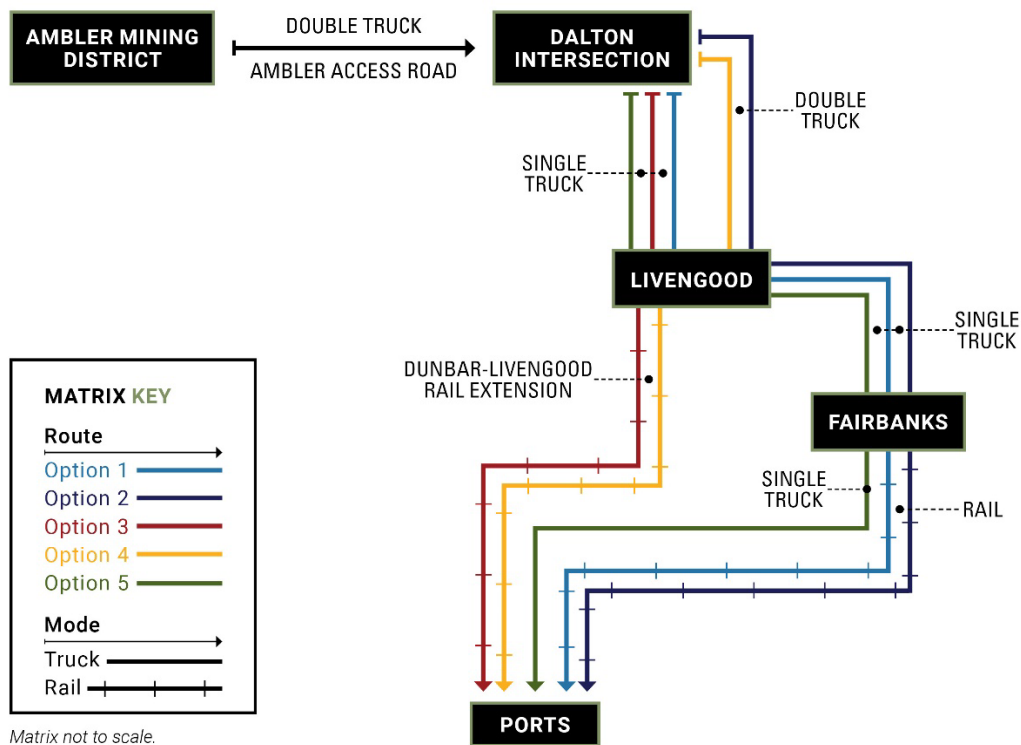 AMBLER MINING
DISTRICT
DOUBLE TRUCK
AMBLER ACCESS ROAD
DALTON
INTERSECTION
DOUBLE
TRUCK
SINGLE
TRUCK
LIVENGOOD
SINGLE
TRUCK
DUNBAR-LIVENGOOD
RAIL EXTENSION
FAIRBANKS
SINGLE
TRUCK
RAIL
PORTS
MATRIX KEY
Route
Option 1
Option 2
Option 3
Option 4
Option 5
Mode
Truck
Rail
Matrix not to scale.